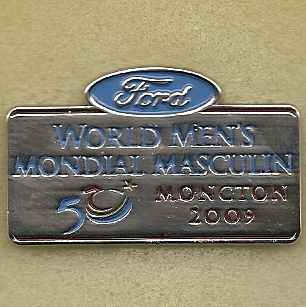 Ford
WORLD MEN'S
MONDIAL MASCULIN
50 MONCTON
2009